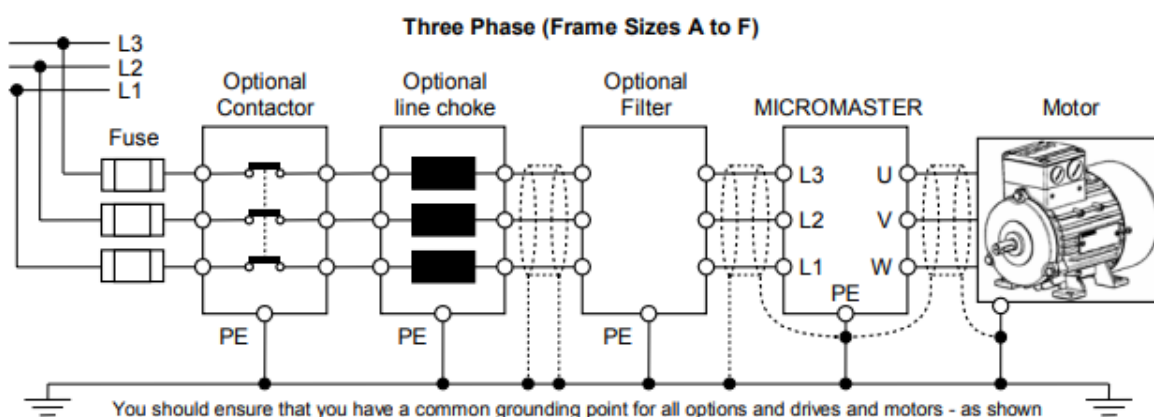 Three Phase (Frame Sizes A to F)
L3
L2
L1
Fuse
Optional
Contactor
Optional
line choke
Optional
Filter
MICROMASTER
Motor
L3
U
L2
V
L1
W
PE
PE
PE
PE
You should ensure that you have a common grounding point for all options and drives and motors - as shown